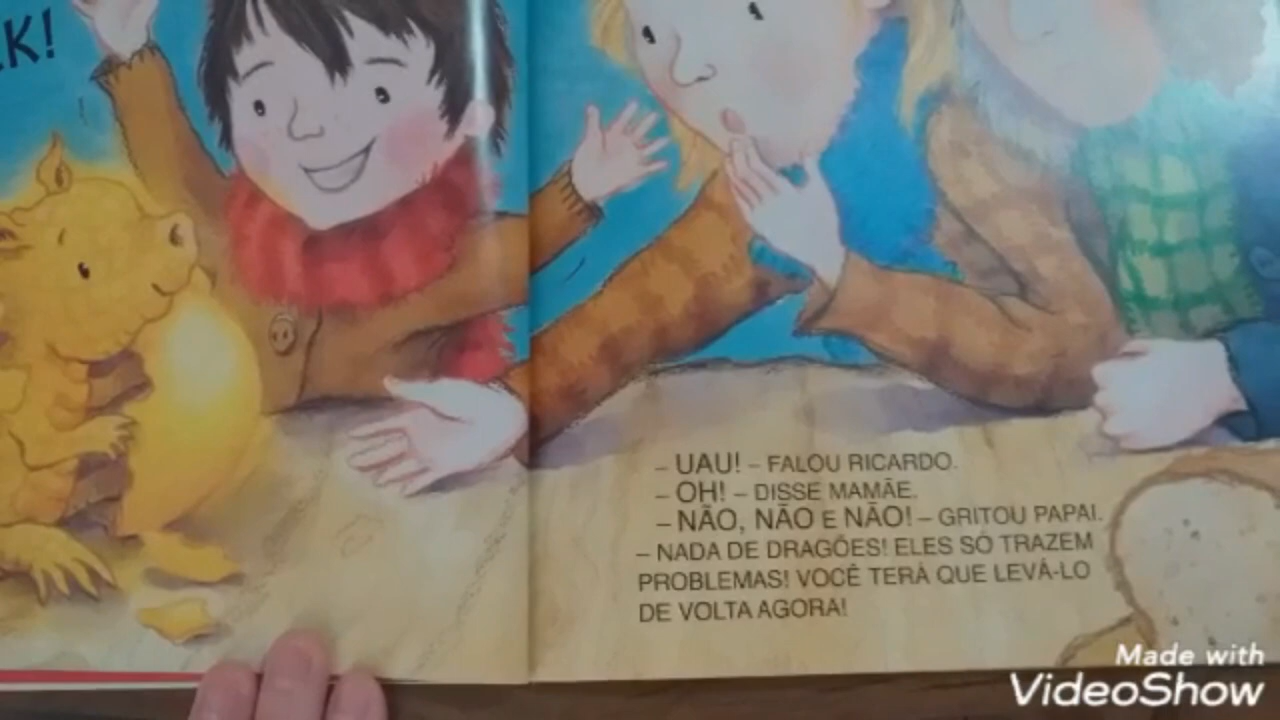 K!
– UAU! – FALOU RICARDO.
– OH! – DISSE MAMÃE.
– NÃO, NÃO E NÃO! – GRITOU PAPAI.
– NADA DE DRAGÕES! ELES SÓ TRAZEM
PROBLEMAS! VOCÊ TERÁ QUE LEVÁ-LO
DE VOLTA AGORA!
Made with
VideoShow